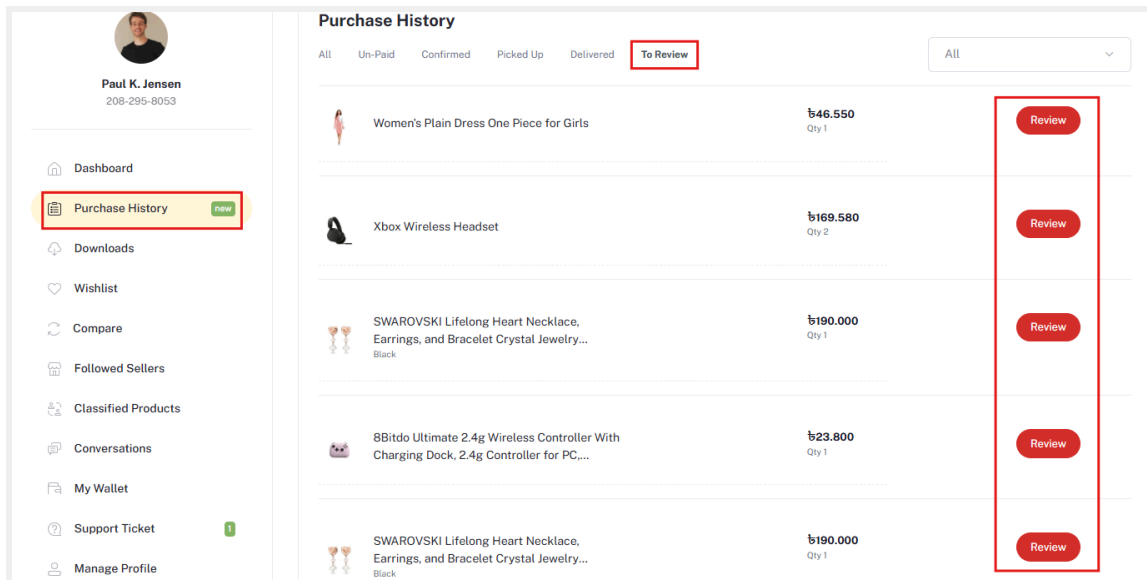 Paul K. Jensen
208-295-8053
Dashboard
Purchase History new
Downloads
Wishlist
Compare
Followed Sellers
Classified Products
Conversations
My Wallet
Support Ticket 1
Manage Profile
Purchase History
All Un-Paid Confirmed Picked Up Delivered To Review
All
Women's Plain Dress One Piece for Girls
৳46.550
Qty 1
Review
Xbox Wireless Headset
৳169.580
Qty 2
Review
SWAROVSKI Lifelong Heart Necklace,
Earrings, and Bracelet Crystal Jewelry...
Black
৳190.000
Qty 1
Review
8Bitdo Ultimate 2.4g Wireless Controller With
Charging Dock, 2.4g Controller for PC,...
৳23.800
Qty 1
Review
SWAROVSKI Lifelong Heart Necklace,
Earrings, and Bracelet Crystal Jewelry...
Black
৳190.000
Qty 1
Review